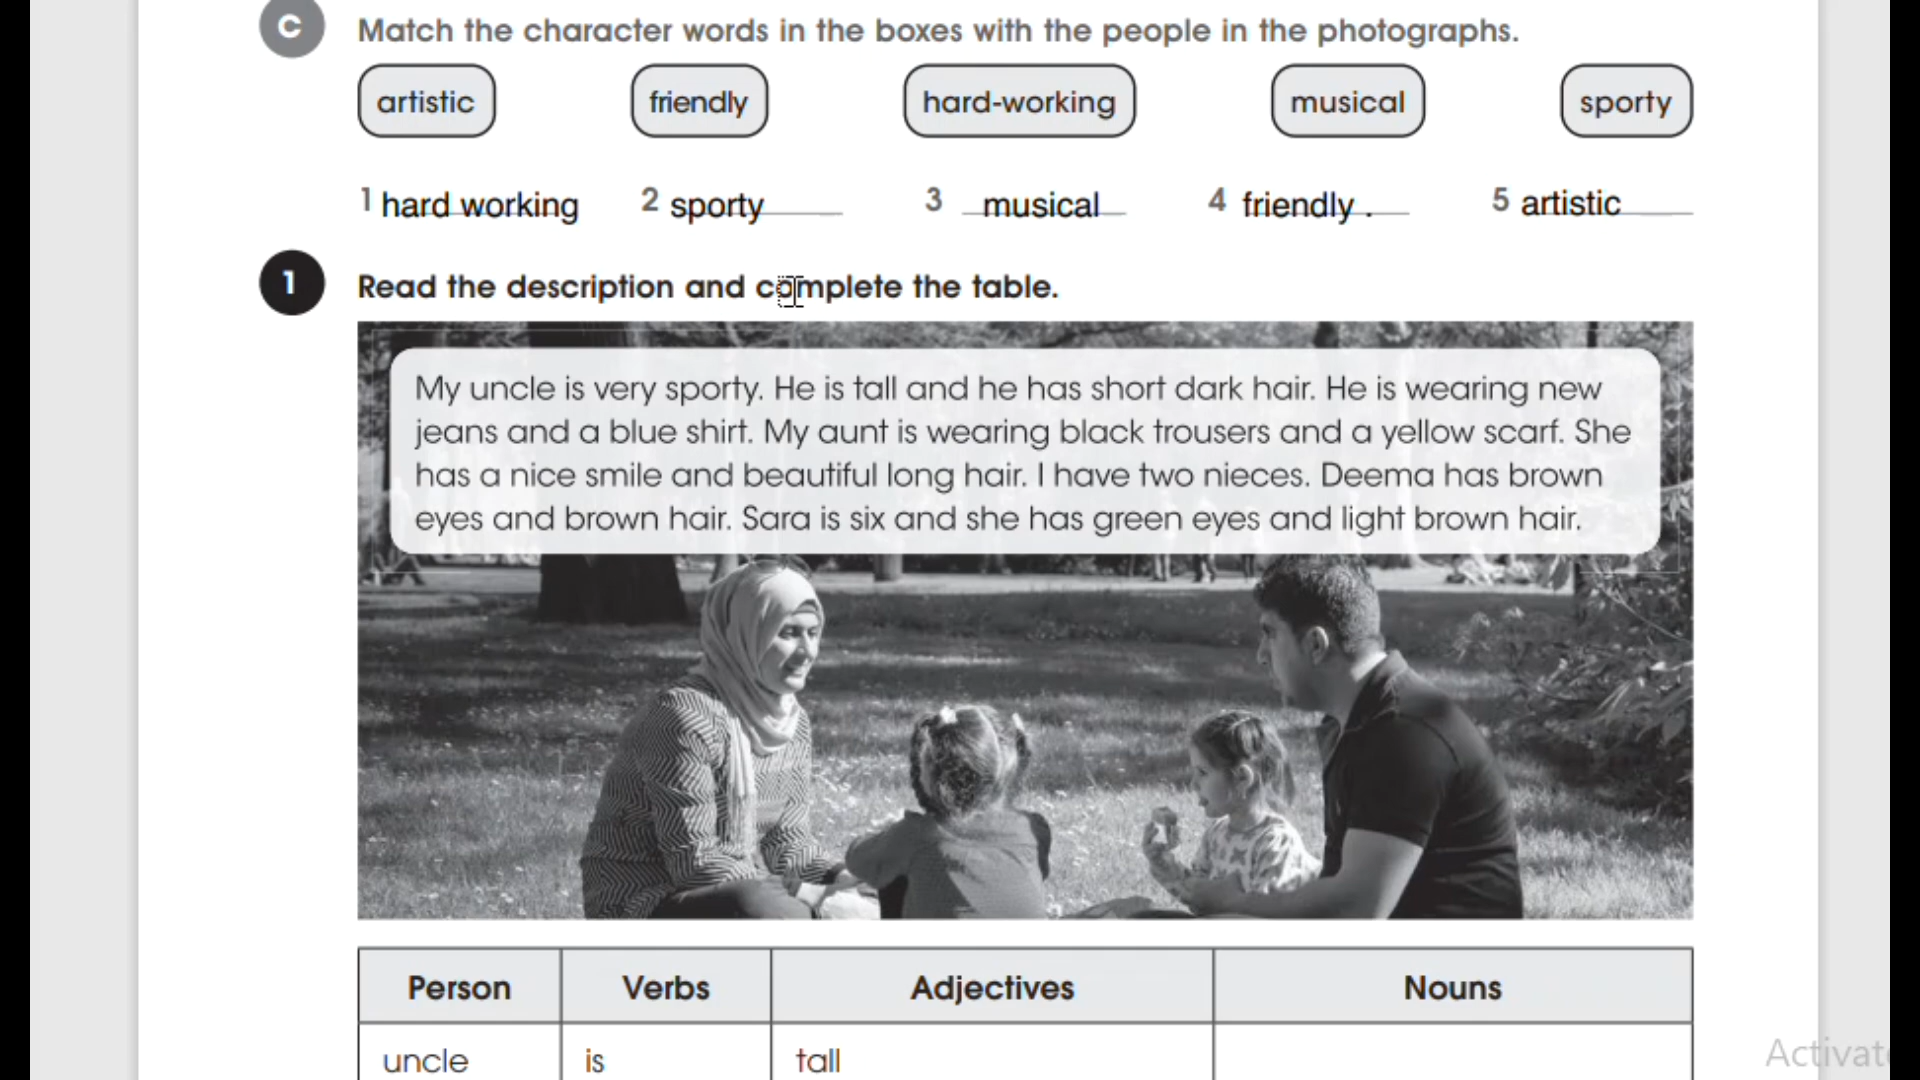 C Match the character words in the boxes with the people in the photographs.
artistic friendly hard-working musical sporty
1 hard working 2 sporty 3 musical 4 friendly . 5 artistic
1 Read the description and complete the table.
My uncle is very sporty. He is tall and he has short dark hair. He is wearing new
jeans and a blue shirt. My aunt is wearing black trousers and a yellow scarf. She
has a nice smile and beautiful long hair. I have two nieces. Deema has brown
eyes and brown hair. Sara is six and she has green eyes and light brown hair.
Person Verbs Adjectives Nouns
uncle is tall
Activate